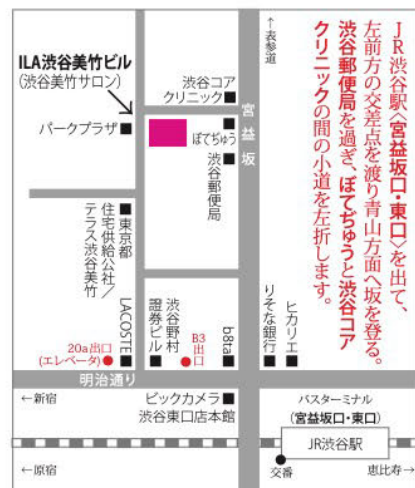 JR渋谷駅〈宮益坂口・東口〉を出て、
左前方の交差点を渡り青山方面へ坂を登る。
渋谷郵便局を過ぎ、ぽてぢゅうと渋谷コア
クリニックの間の小道を左折します。
←表参道
ILA渋谷美竹ビル
(渋谷美竹サロン)
渋谷コア
クリニック
宮益坂
パークプラザ
ぽてぢゅう
渋谷郵便局
東京都
住宅供給公社/
テラス渋谷美竹
LACOSTE
渋谷野村
證券ビル
B3
出口
b8ta
りそな銀行
ヒカリエ
20a出口
(エレベータ)
明治通り
←新宿
ビックカメラ
渋谷東口店本館
バスターミナル
(宮益坂口・東口)
JR渋谷駅
←原宿
交番
恵比寿→